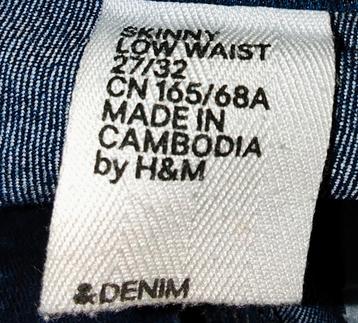 SKINNY
LOW WAIST
27/32
CN 165/68A
MADE IN
CAMBODIA
by H&M
&DENIM